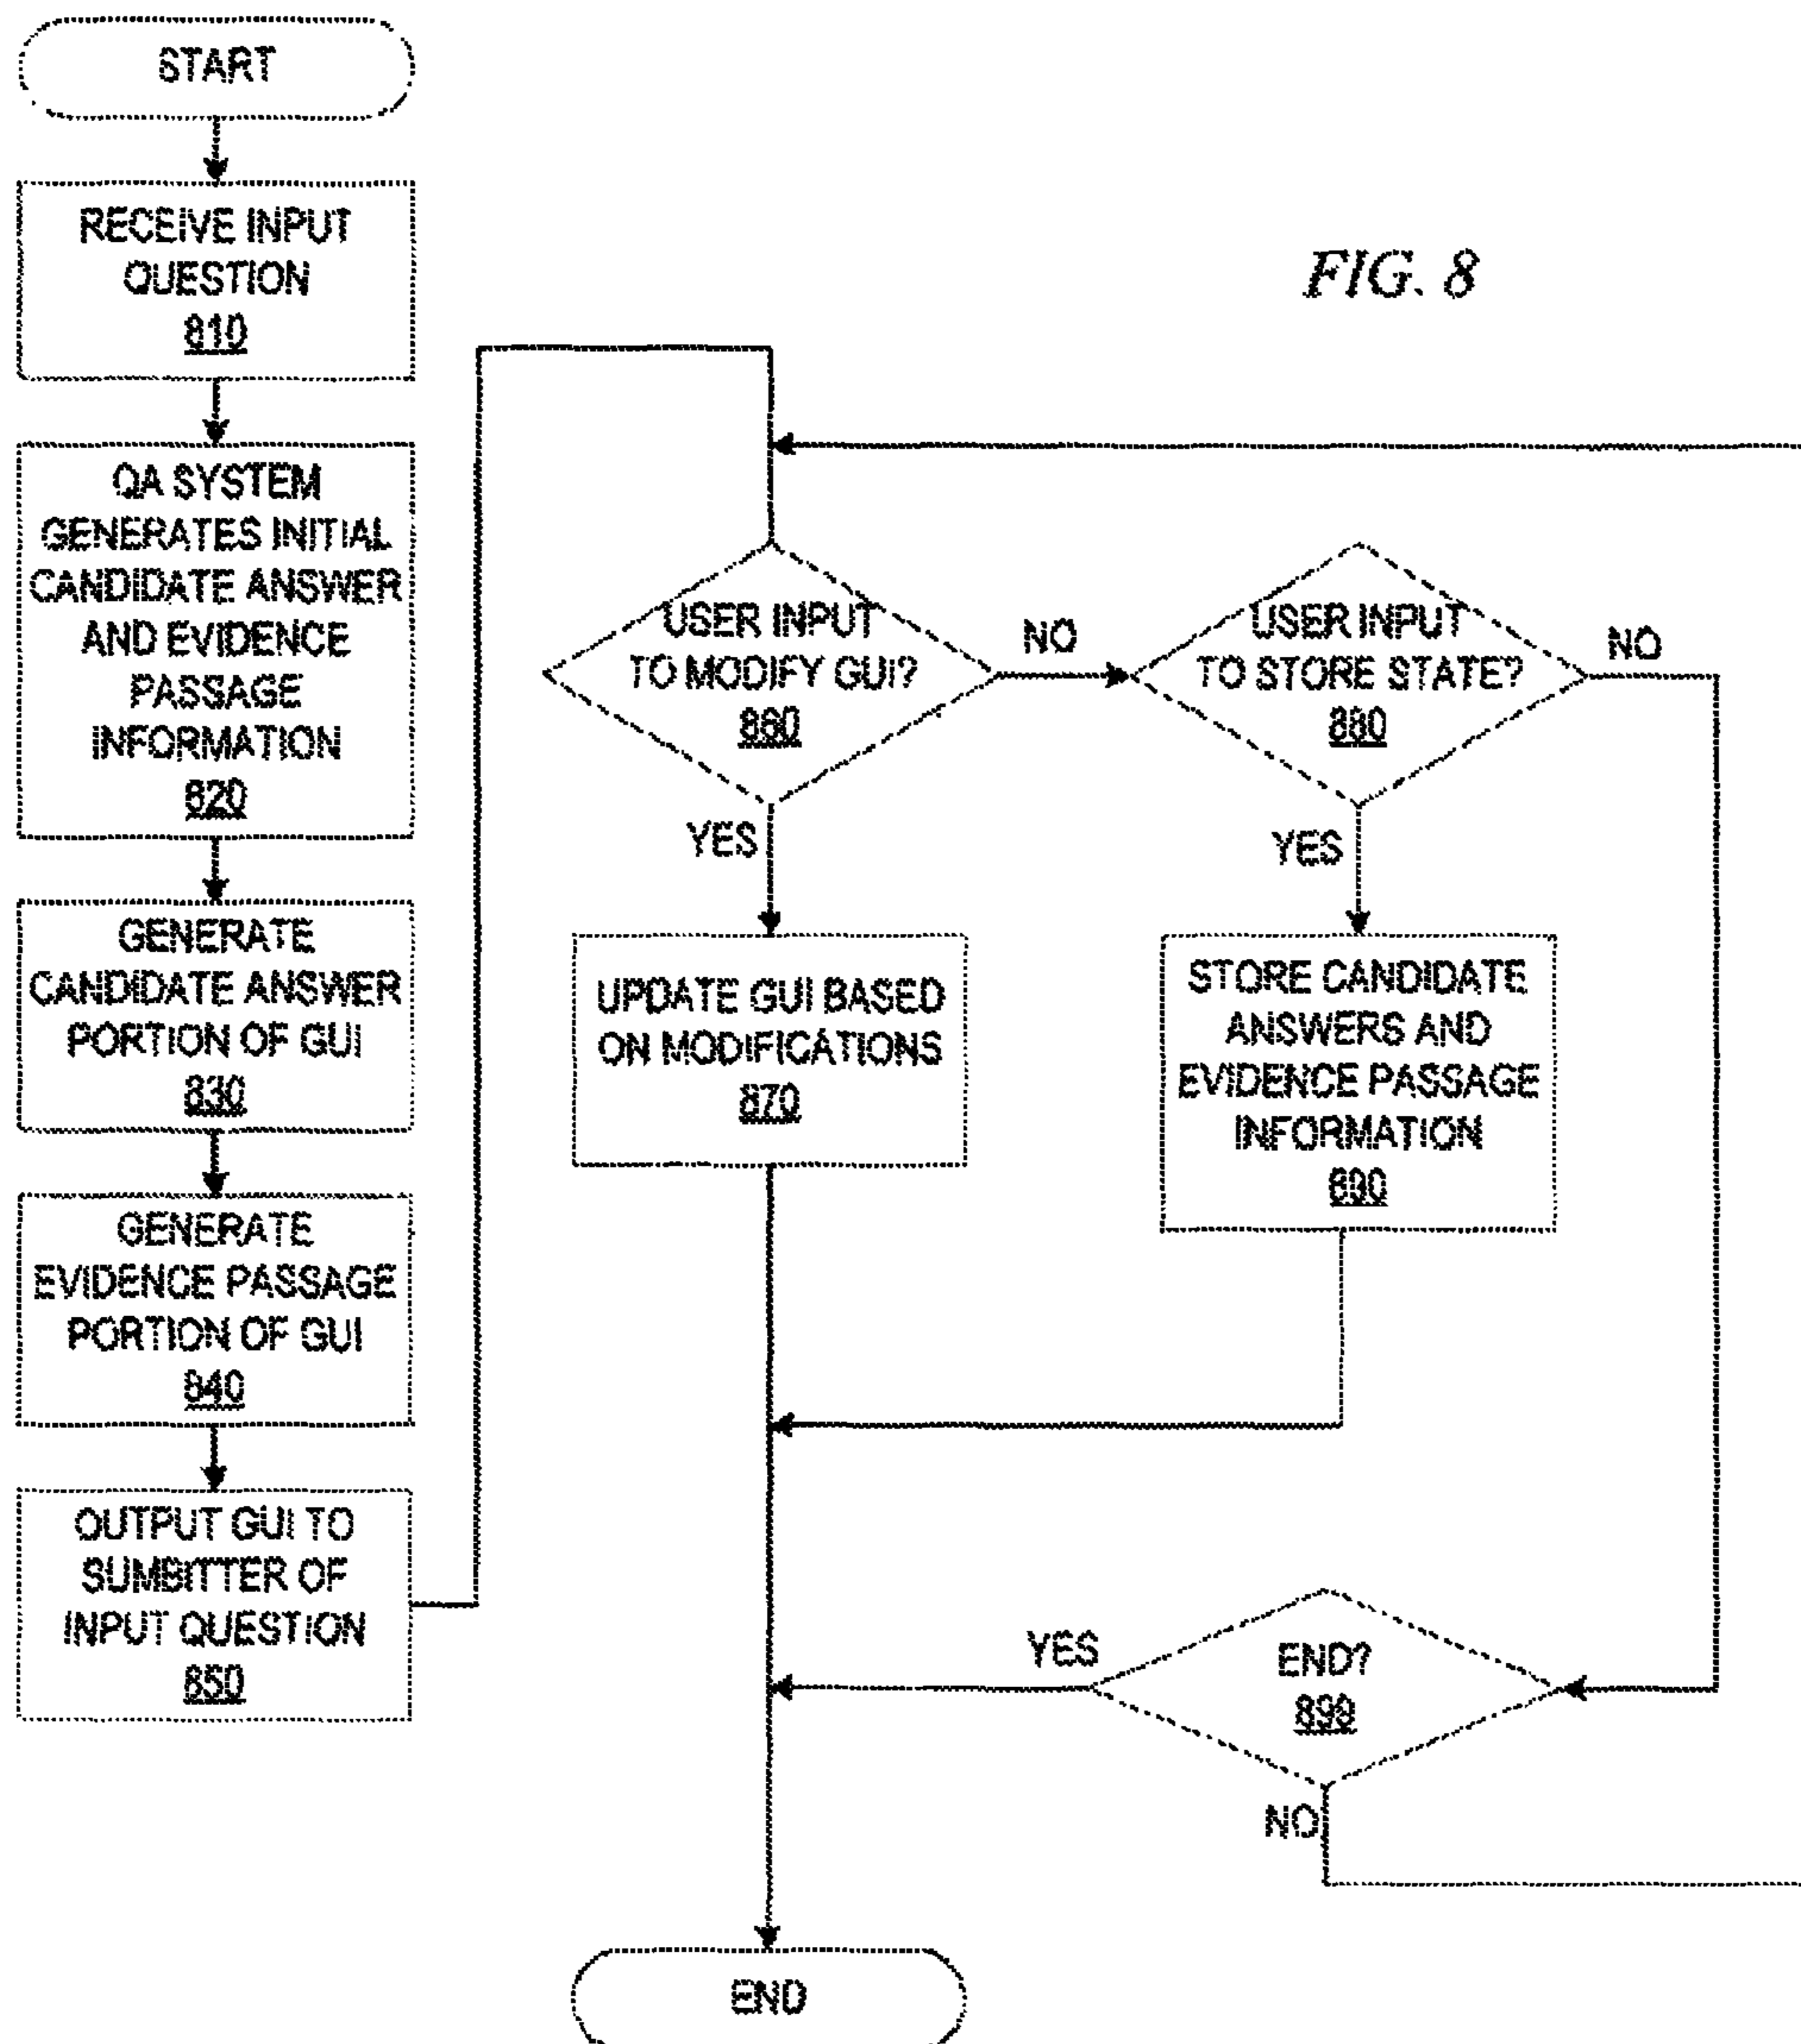 START
RECEIVE INPUT
QUESTION
810
QA SYSTEM
GENERATES INITIAL
CANDIDATE ANSWER
AND EVIDENCE
PASSAGE
INFORMATION
820
GENERATE
CANDIDATE ANSWER
PORTION OF GUI
830
GENERATE
EVIDENCE PASSAGE
PORTION OF GUI
840
OUTPUT GUI TO
SUMBITTER OF
INPUT QUESTION
850
FIG. 8
USER INPUT
TO MODIFY GUI?
860
NO
YES
UPDATE GUI BASED
ON MODIFICATIONS
870
USER INPUT
TO STORE STATE?
880
NO
YES
STORE CANDIDATE
ANSWERS AND
EVIDENCE PASSAGE
INFORMATION
890
END?
899
YES
NO
END